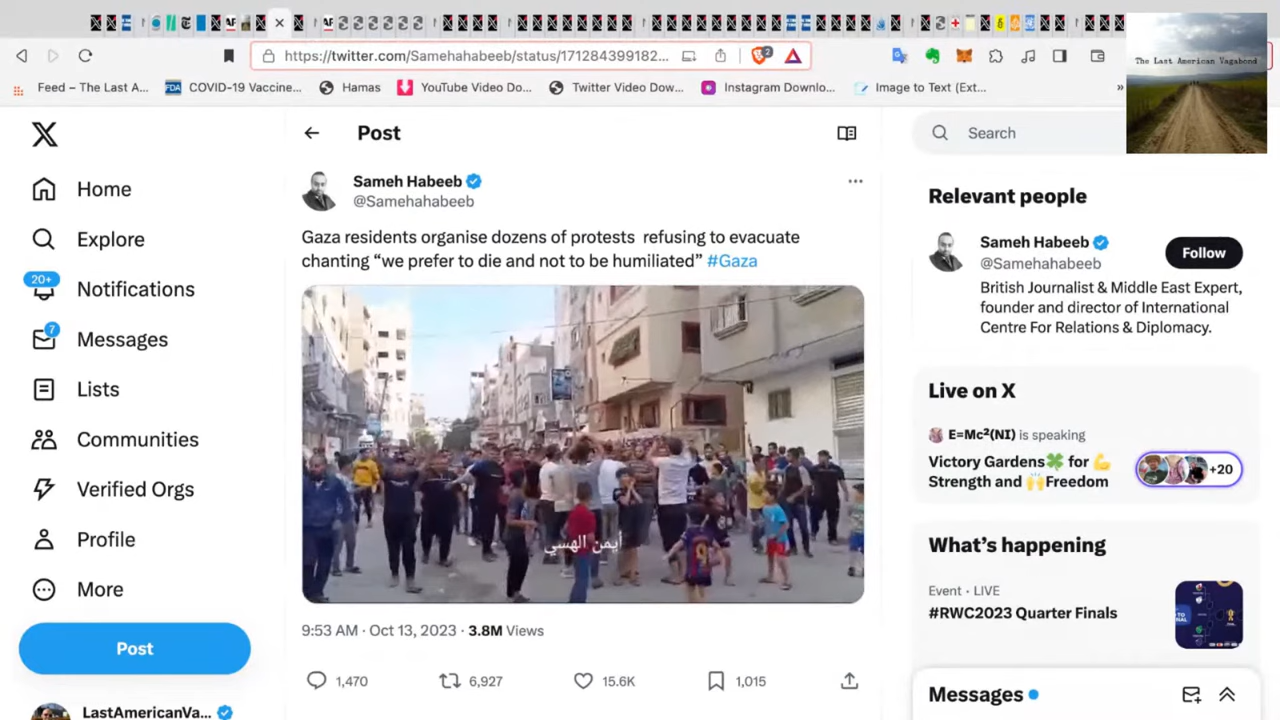 https://twitter.com/Samehahabeeb/status/171284399182...
2
The Last American Vagabond
Feed – The Last A...
COVID-19 Vaccine...
Hamas
YouTube Video Do...
Twitter Video Dow...
Instagram Downlo...
Image to Text (Ext...
»
FDA
X
Home
Explore
20+
Notifications
7
Messages
Lists
Communities
Verified Orgs
Profile
More
Post
LastAmericanVa...
Post
Sameh Habeeb
@Samehahabeeb
Gaza residents organise dozens of protests refusing to evacuate
chanting “we prefer to die and not to be humiliated” #Gaza
أيمن الهسي
9:53 AM · Oct 13, 2023 · 3.8M Views
1,470
6,927
15.6K
1,015
Search
Relevant people
Sameh Habeeb
@Samehahabeeb
Follow
British Journalist & Middle East Expert,
founder and director of International
Centre For Relations & Diplomacy.
Live on X
E=Mc²(NI) is speaking
Victory Gardens🍀 for 💪
Strength and 🙌Freedom
+20
What’s happening
Event · LIVE
#RWC2023 Quarter Finals
Messages